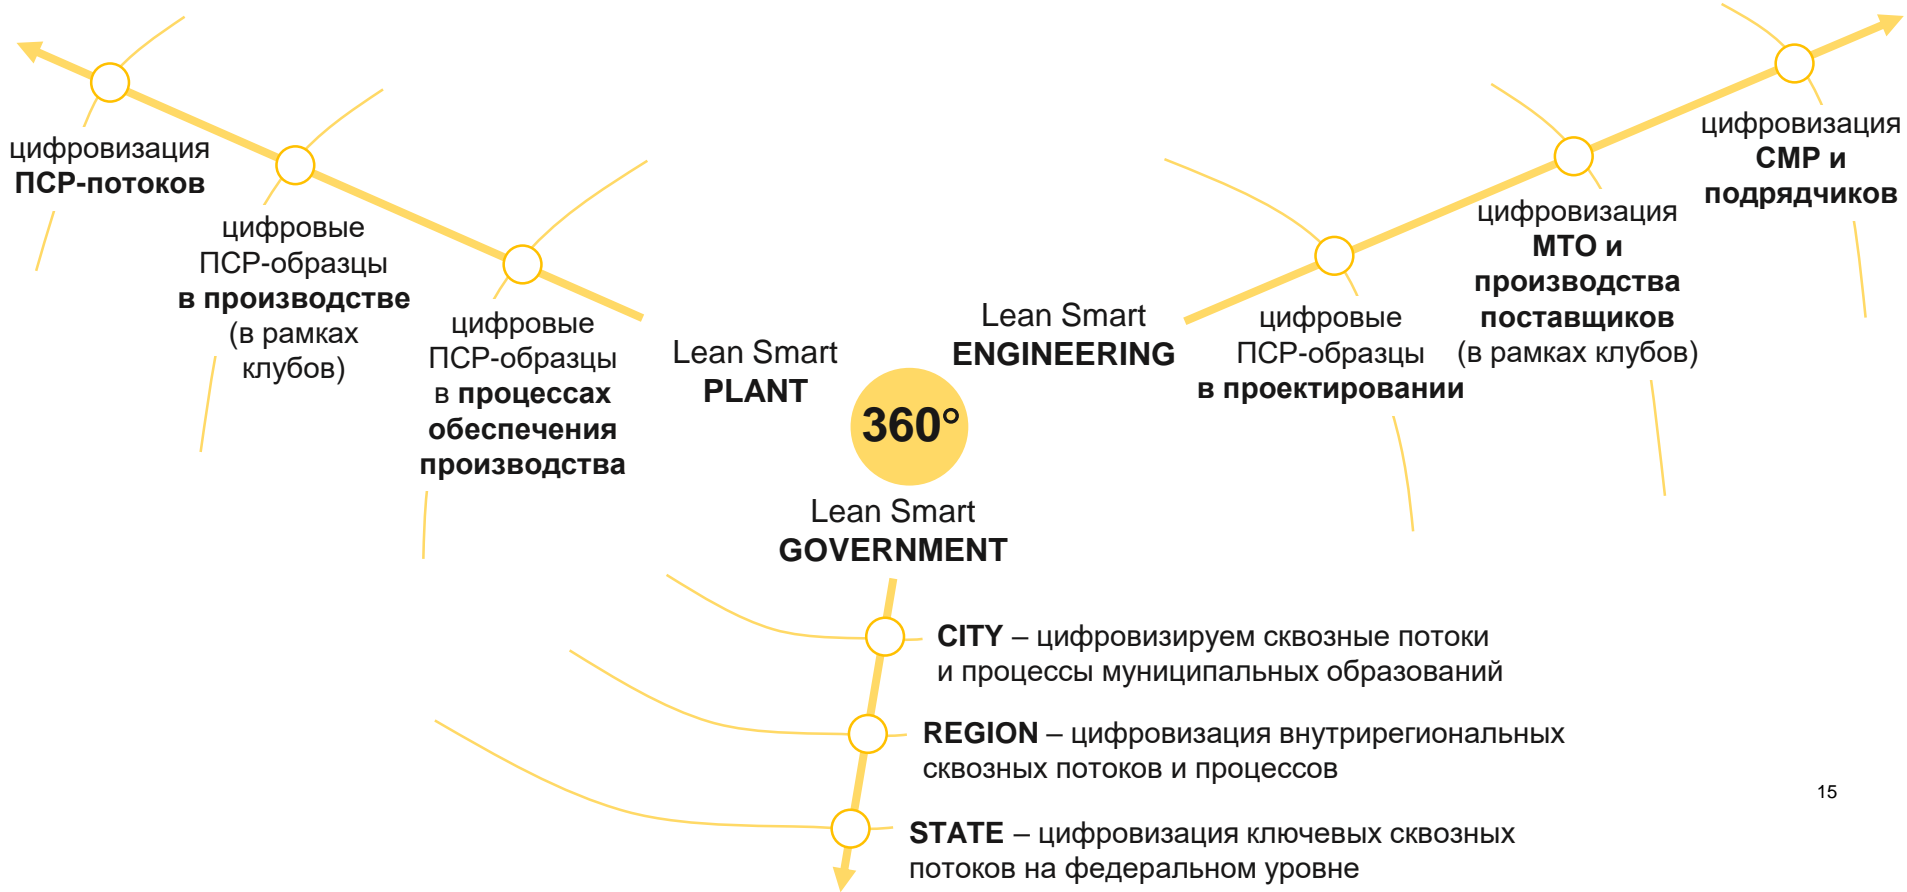 цифровизация
ПСР-потоков
цифровые
ПСР-образцы
в производстве
(в рамках
клубов)
цифровые
ПСР-образцы
в процессах
обеспечения
производства
Lean Smart
PLANT
360°
Lean Smart
ENGINEERING
цифровые
ПСР-образцы
в проектировании
цифровизация
МТО и
производства
поставщиков
(в рамках клубов)
цифровизация
СМР и
подрядчиков
Lean Smart
GOVERNMENT
CITY – цифровизируем сквозные потоки
и процессы муниципальных образований
REGION – цифровизация внутрирегиональных
сквозных потоков и процессов
STATE – цифровизация ключевых сквозных
потоков на федеральном уровне
15